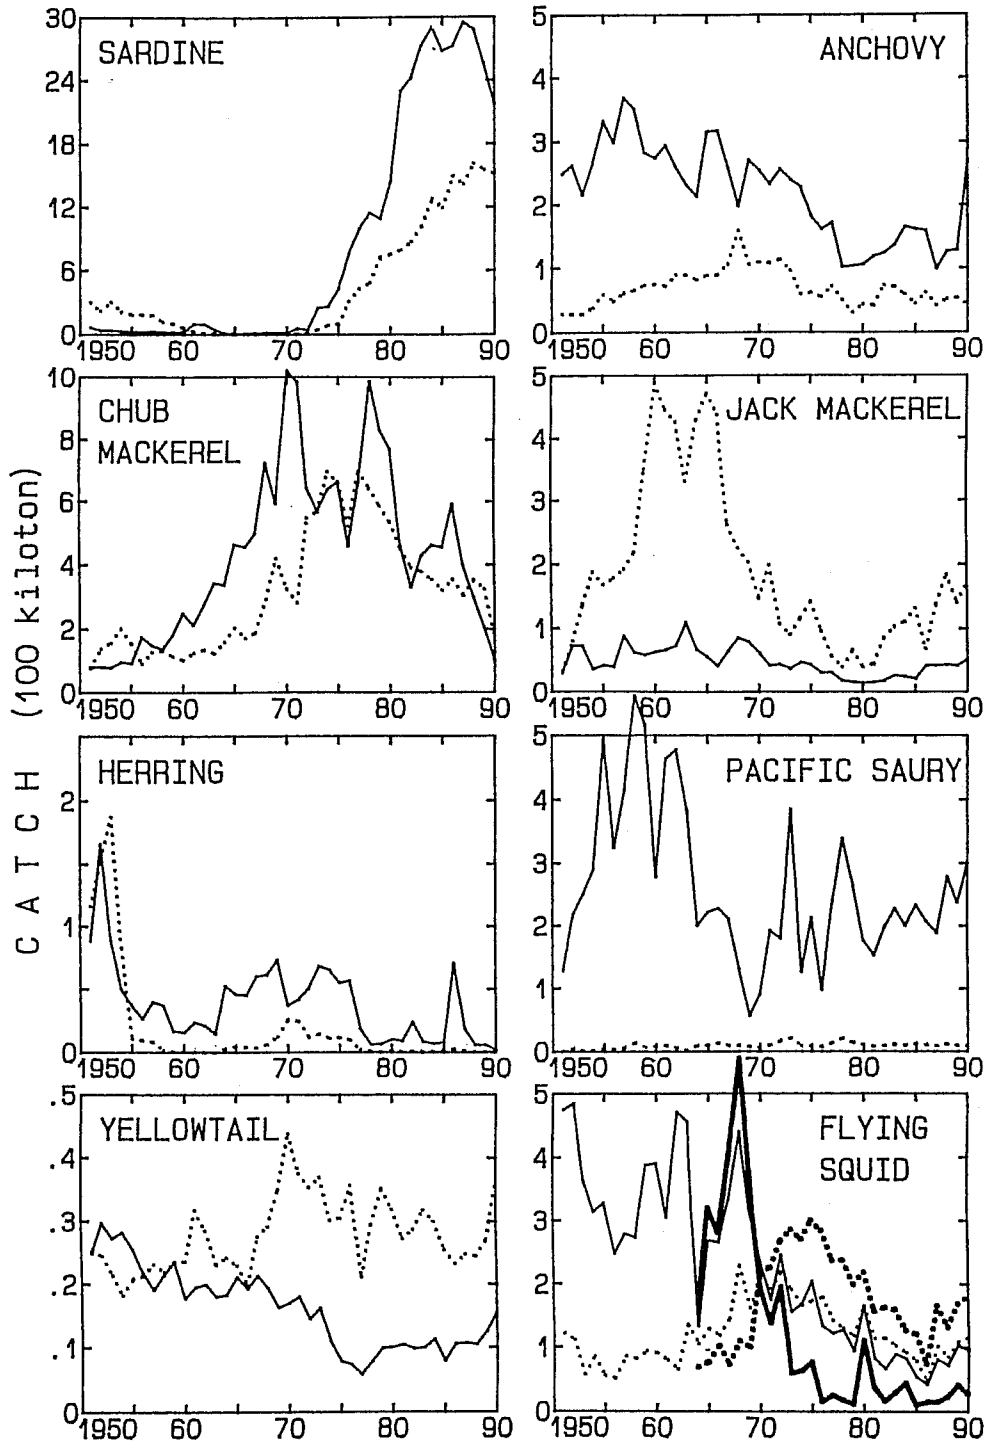 CATCH (100 kiloton)
SARDINE
30
24
18
12
6
0
1950 60 70 80 90
ANCHOVY
5
4
3
2
1
0
1950 60 70 80 90
CHUB
MACKEREL
10
8
6
4
2
0
1950 60 70 80 90
JACK MACKEREL
5
4
3
2
1
0
1950 60 70 80 90
HERRING
2
1
0
1950 60 70 80 90
PACIFIC SAURY
5
4
3
2
1
0
1950 60 70 80 90
YELLOWTAIL
.5
.4
.3
.2
.1
0
1950 60 70 80 90
FLYING
SQUID
5
4
3
2
1
0
1950 60 70 80 90